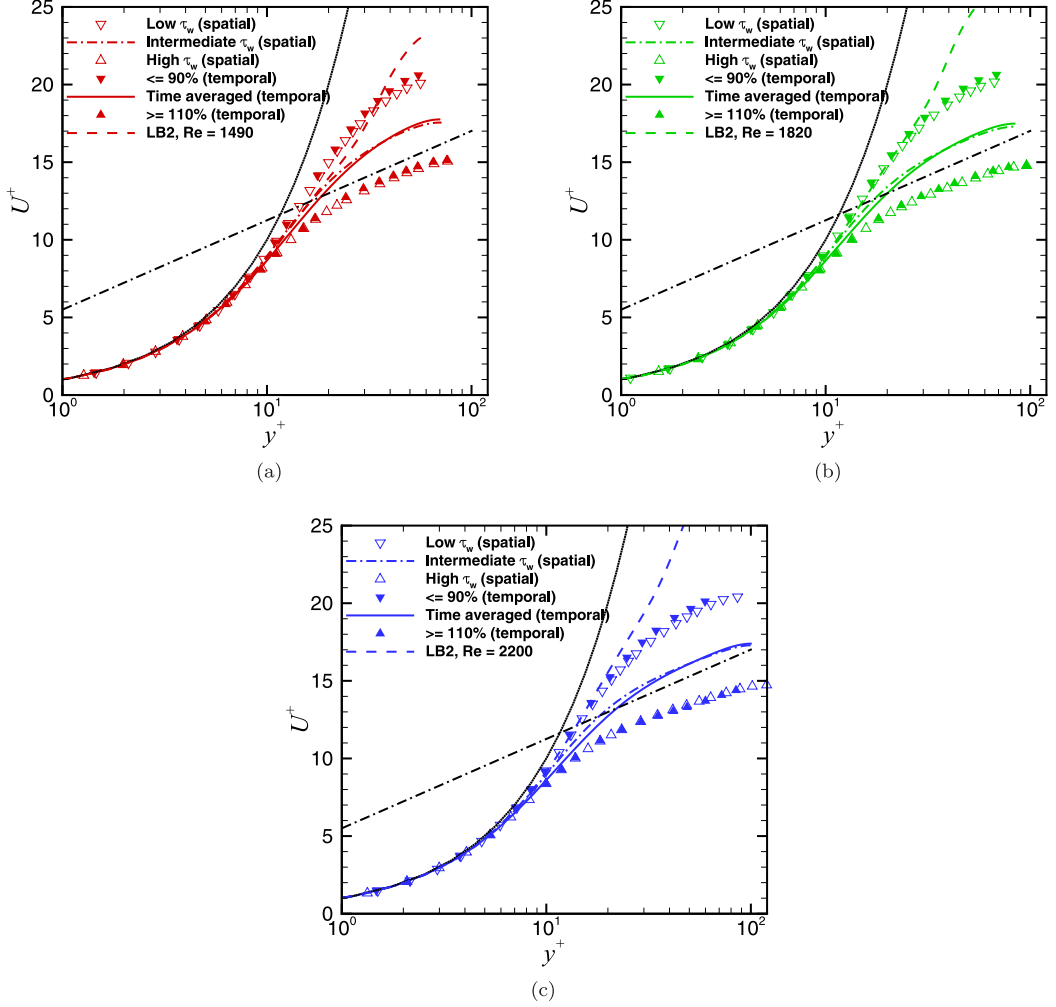 Low τw (spatial)
Intermediate τw (spatial)
High τw (spatial)
<= 90% (temporal)
Time averaged (temporal)
>= 110% (temporal)
LB2, Re = 1490
25
20
15
10
5
0
U+
10^0
10^1
10^2
y+
(a)
Low τw (spatial)
Intermediate τw (spatial)
High τw (spatial)
<= 90% (temporal)
Time averaged (temporal)
>= 110% (temporal)
LB2, Re = 1820
25
20
15
10
5
0
U+
10^0
10^1
10^2
y+
(b)
Low τw (spatial)
Intermediate τw (spatial)
High τw (spatial)
<= 90% (temporal)
Time averaged (temporal)
>= 110% (temporal)
LB2, Re = 2200
25
20
15
10
5
0
U+
10^0
10^1
10^2
y+
(c)